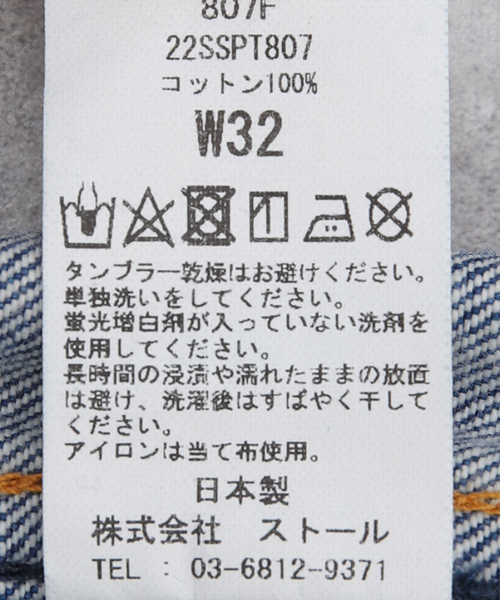 807F
22SSPT807
コットン100%
W32
タンブラー乾燥はお避けください。
単独洗いをしてください。
蛍光増白剤が入っていない洗剤を
使用してください。
長時間の浸漬や濡れたままの放置
は避け、洗濯後はすばやく干して
ください。
アイロンは当て布使用。
日本製
株式会社　ストール
TEL : 03-6812-9371